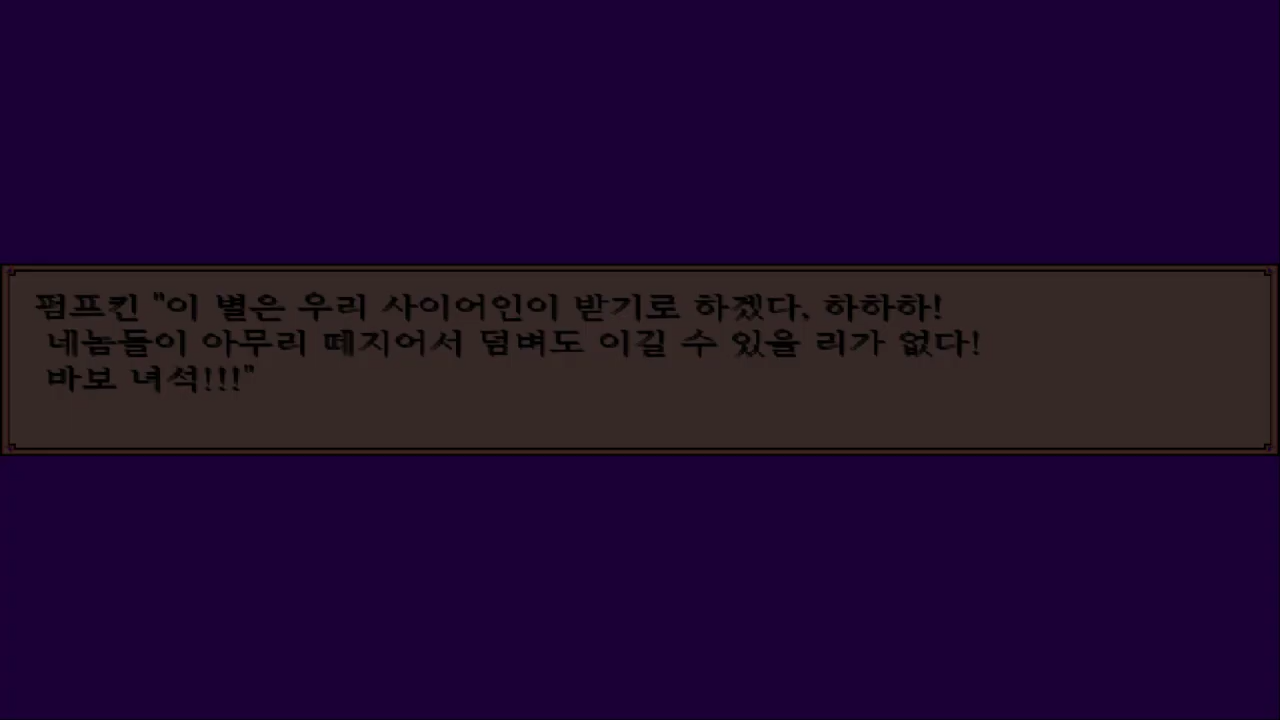 펌프킨 "이 별은 우리 사이어인이 받기로 하겠다. 하하하!
네놈들이 아무리 떼지어서 덤벼도 이길 수 있을 리가 없다!
바보 녀석!!!"